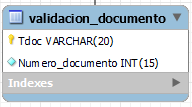 validacion_documento
Tdoc VARCHAR(20)
Numero_documento INT(15)
Indexes